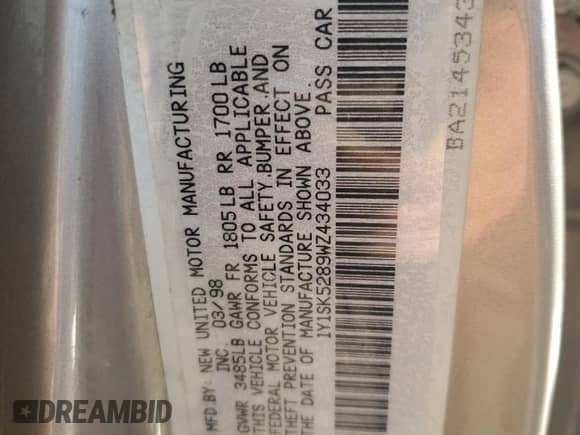 MFD.BY: NEW UNITED MOTOR MANUFACTURING
INC. 03/98
GVWR 3485LB GAWR FR 1805LB RR 1700LB
THIS VEHICLE CONFORMS TO ALL APPLICABLE
FEDERAL MOTOR VEHICLE SAFETY,BUMPER,AND
THEFT PREVENTION STANDARDS IN EFFECT ON
THE DATE OF MANUFACTURE SHOWN ABOVE.
1Y1SK5289WZ434033 PASS CAR
BA2145343
DREAMBID